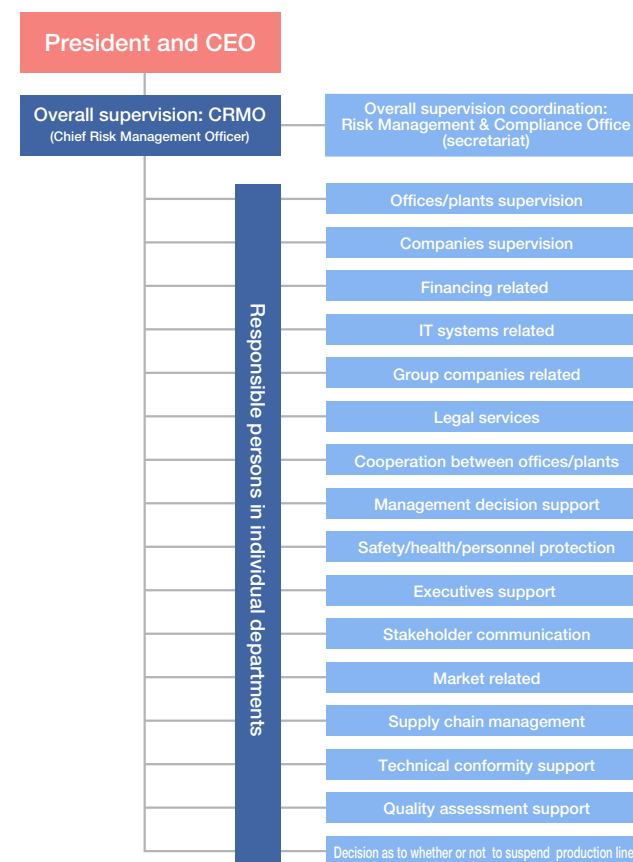 President and CEO
Overall supervision: CRMO
(Chief Risk Management Officer)
Overall supervision coordination:
Risk Management & Compliance Office
(secretariat)
Responsible persons in individual departments
Offices/plants supervision
Companies supervision
Financing related
IT systems related
Group companies related
Legal services
Cooperation between offices/plants
Management decision support
Safety/health/personnel protection
Executives support
Stakeholder communication
Market related
Supply chain management
Technical conformity support
Quality assessment support
Decision as to whether or not to suspend production line